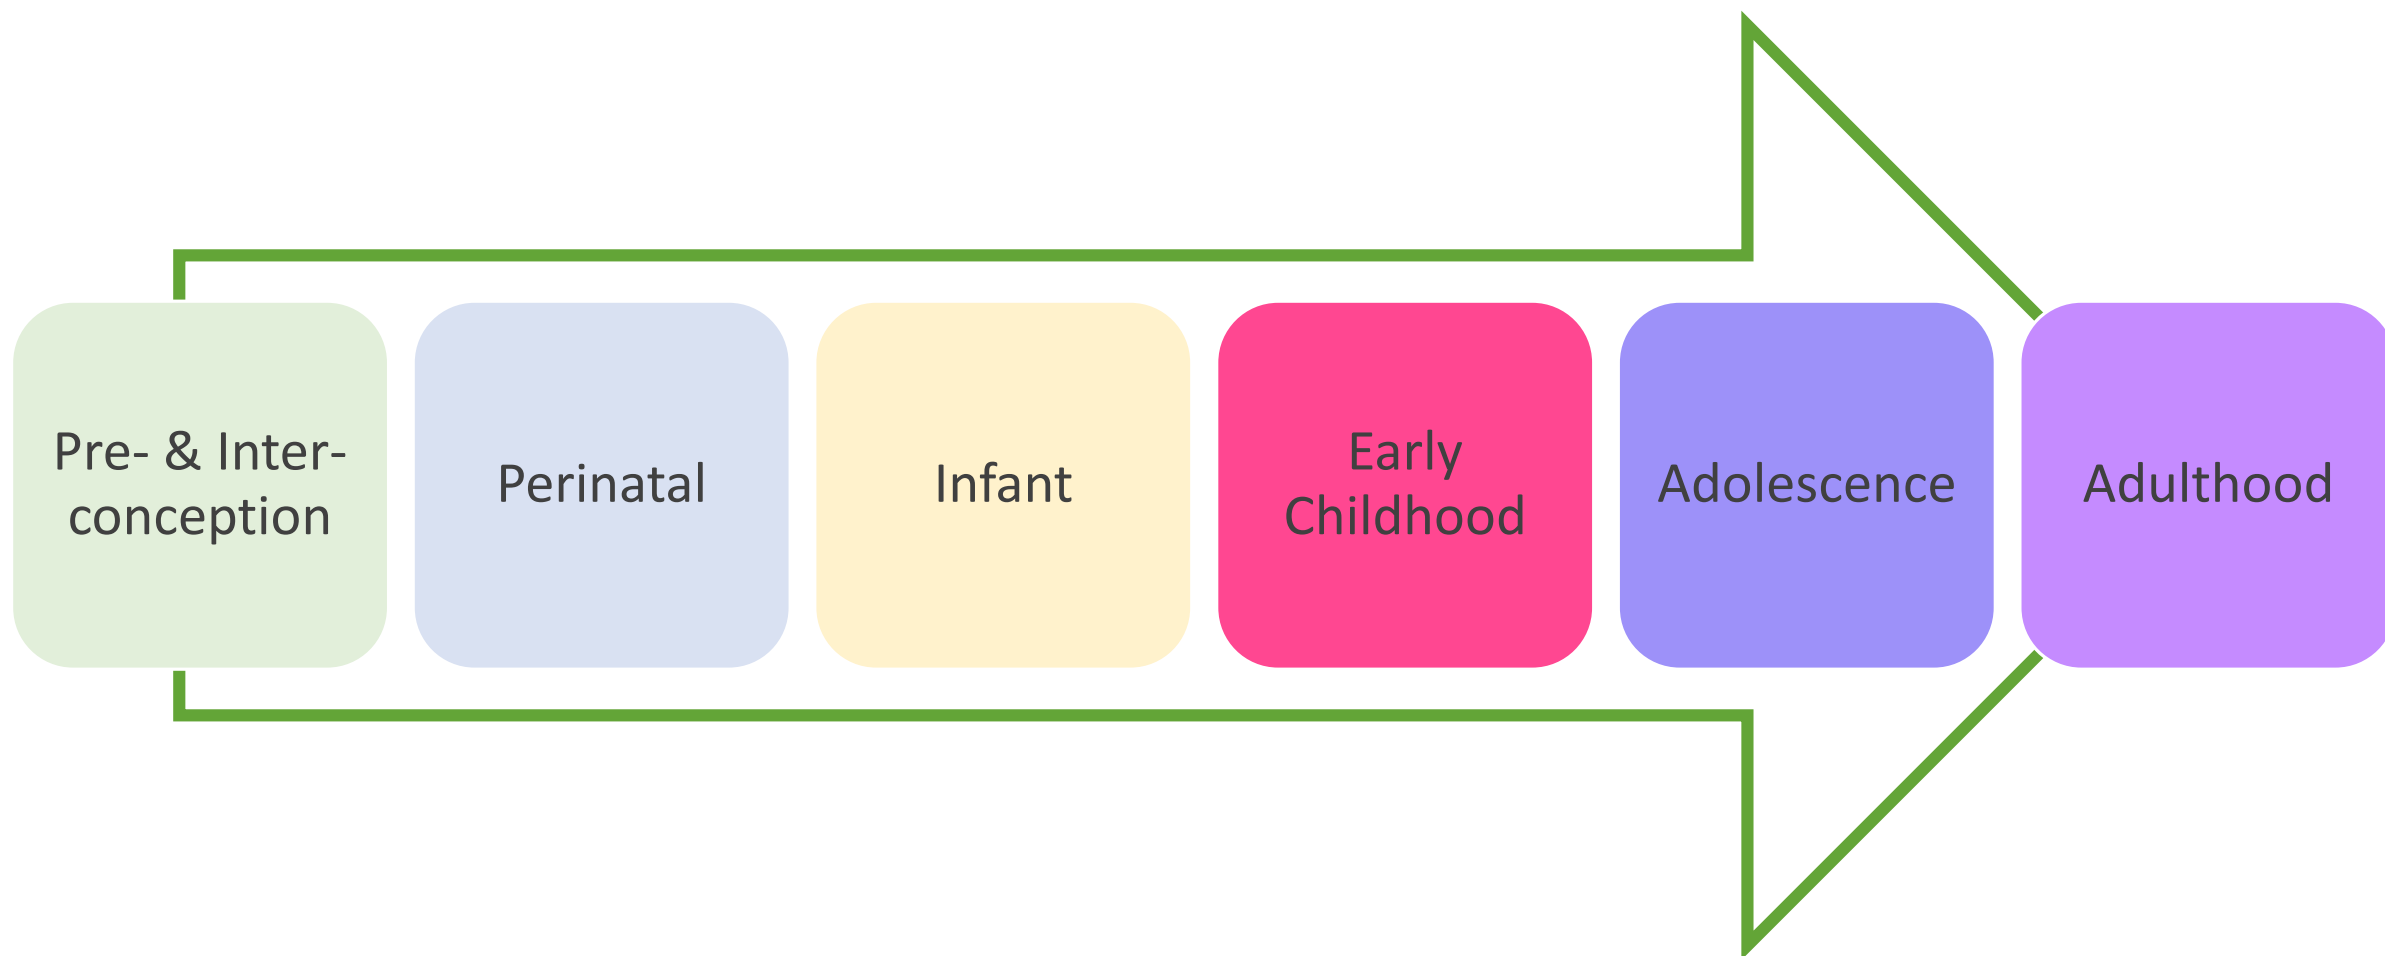 Pre- & Inter-
conception
Perinatal
Infant
Early
Childhood
Adolescence
Adulthood